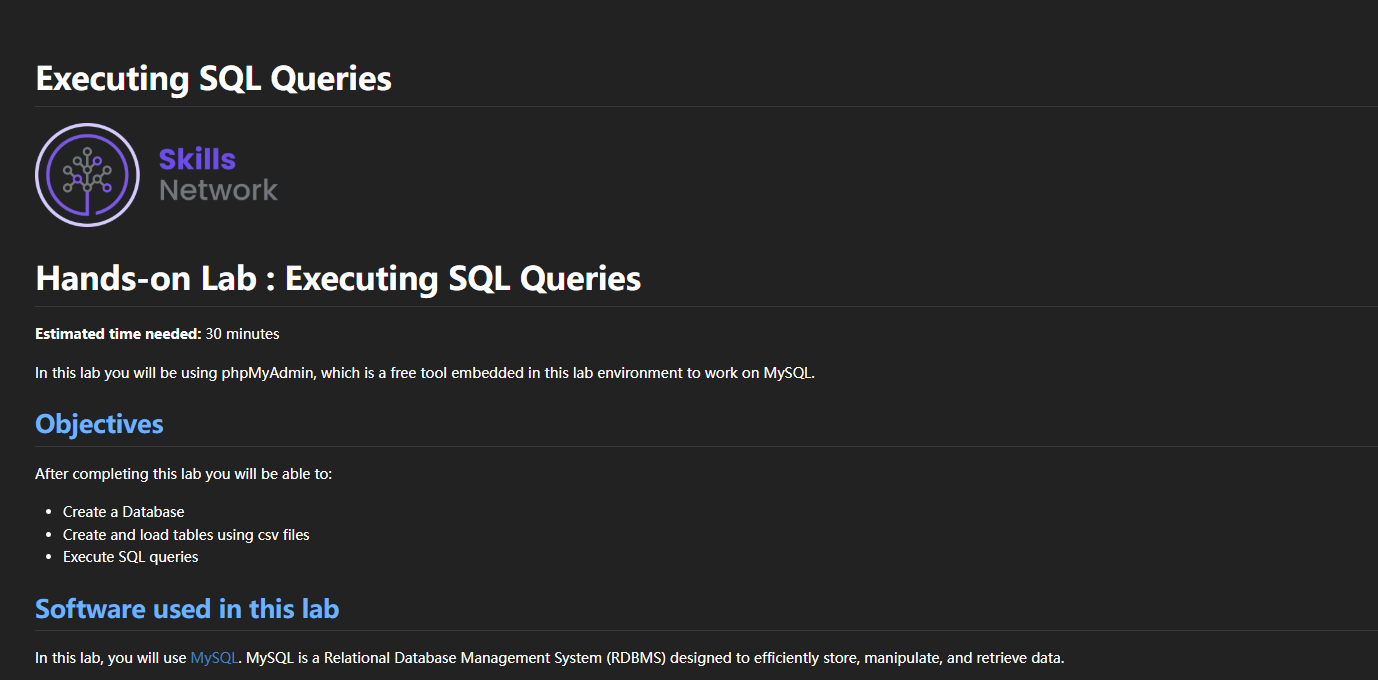 Executing SQL Queries
Skills
Network
Hands-on Lab : Executing SQL Queries
Estimated time needed: 30 minutes
In this lab you will be using phpMyAdmin, which is a free tool embedded in this lab environment to work on MySQL.
Objectives
After completing this lab you will be able to:
• Create a Database
• Create and load tables using csv files
• Execute SQL queries
Software used in this lab
In this lab, you will use MySQL. MySQL is a Relational Database Management System (RDBMS) designed to efficiently store, manipulate, and retrieve data.